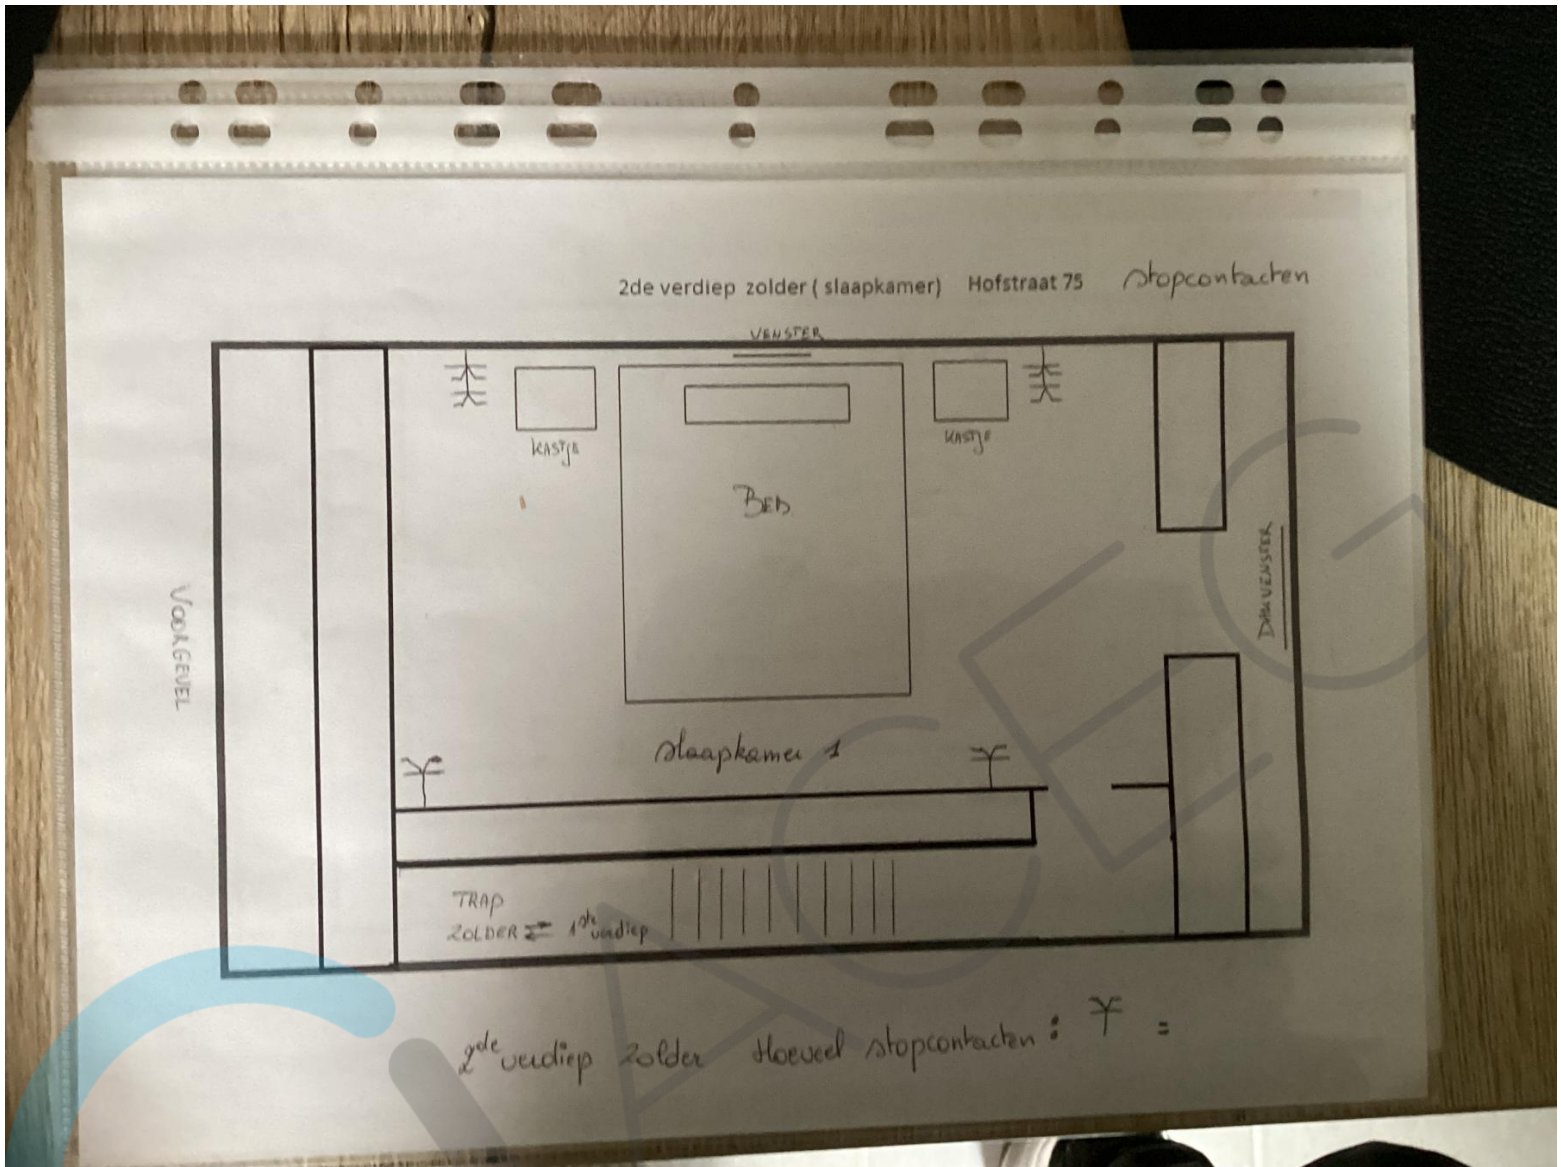 2de verdiep zolder ( slaapkamer) Hofstraat 75 stopcontacten
VENSTER
KASTJE
KASTJE
BED
DAKVENSTER
VOORGEVEL
slaapkamer 1
TRAP
ZOLDER ⇄ 1ste verdiep
2de verdiep zolder Hoeveel stopcontacten : =
ACEG